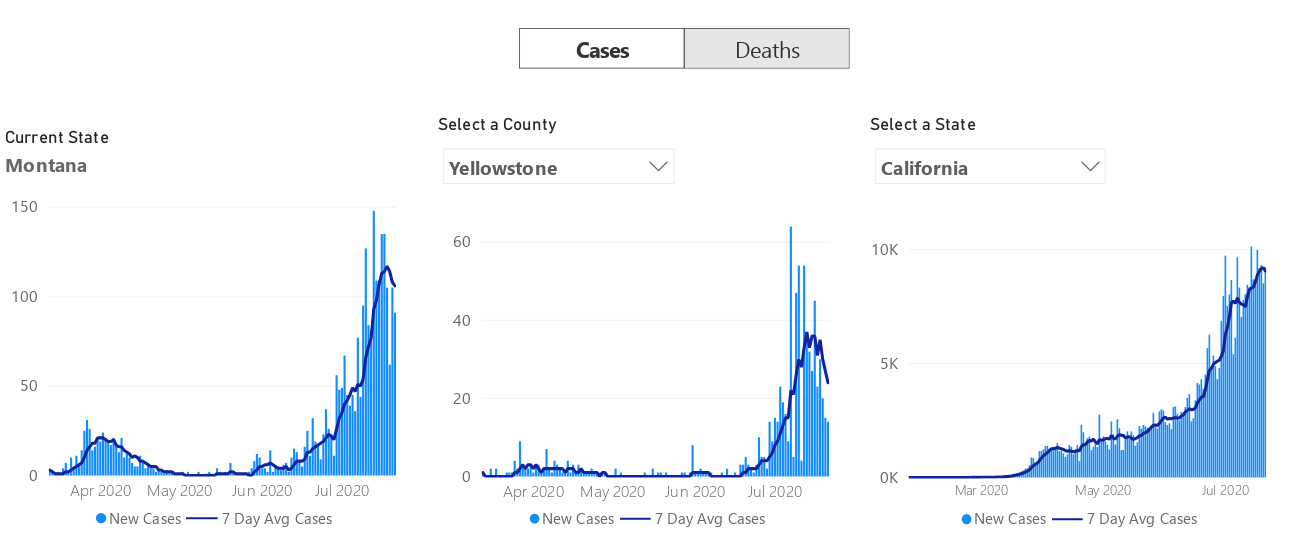 Cases
Deaths
Current State
Montana
150
100
50
0
Apr 2020
May 2020
Jun 2020
Jul 2020
New Cases
7 Day Avg Cases
Select a County
Yellowstone
60
40
20
0
Apr 2020
May 2020
Jun 2020
Jul 2020
New Cases
7 Day Avg Cases
Select a State
California
10K
5K
0K
Mar 2020
May 2020
Jul 2020
New Cases
7 Day Avg Cases